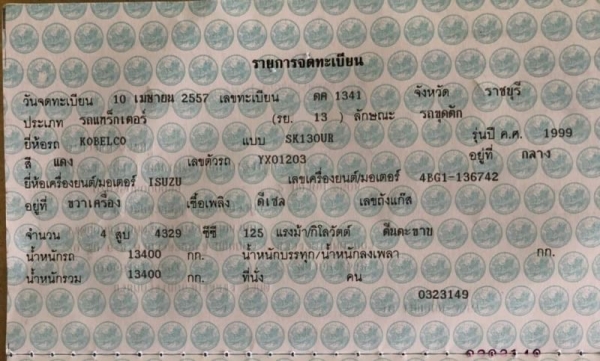 รายการจดทะเบียน
วันจดทะเบียน 10 เมษายน 2557 เลขทะเบียน ตค 1341 จังหวัด ราชบุรี
ประเภท รถแทร็กเตอร์ (รย. 13 ) ลักษณะ รถขุดตัก
ยี่ห้อรถ KOBELCO แบบ SK130UR รุ่นปี ค.ศ. 1999
สี แดง เลขตัวรถ YX01203 อยู่ที่ กลาง
ยี่ห้อเครื่องยนต์/มอเตอร์ ISUZU เลขเครื่องยนต์/มอเตอร์ 4BG1-136742
อยู่ที่ ขวาเครื่อง เชื้อเพลิง ดีเซล เลขถังแก๊ส
จำนวน 4 สูบ 4329 ซีซี 125 แรงม้า/กิโลวัตต์ ตีนตะขาบ
น้ำหนักรถ 13400 กก. น้ำหนักบรรทุก/น้ำหนักลงเพลา กก.
น้ำหนักรวม 13400 กก. ที่นั่ง คน
0323149